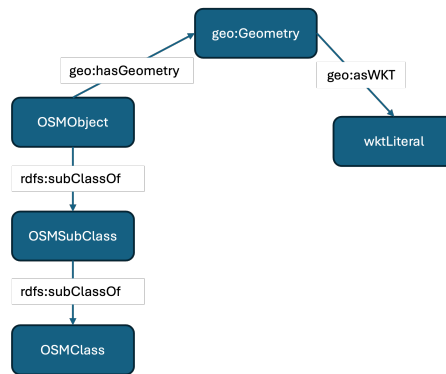 geo:Geometry
geo:hasGeometry
geo:asWKT
OSMObject
wktLiteral
rdfs:subClassOf
OSMSubClass
rdfs:subClassOf
OSMClass